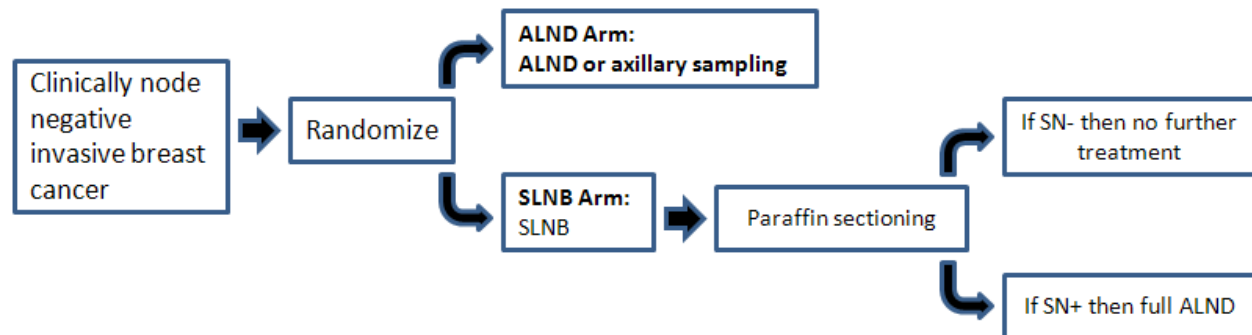 Clinically node
negative
invasive breast
cancer
Randomize
ALND Arm:
ALND or axillary sampling
SLNB Arm:
SLNB
Paraffin sectioning
If SN- then no further
treatment
If SN+ then full ALND